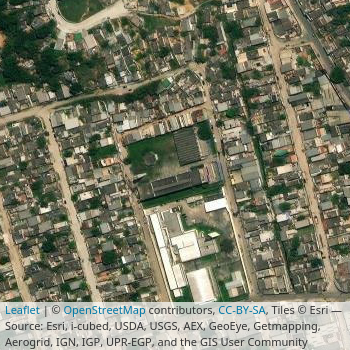 Leaflet | © OpenStreetMap contributors, CC-BY-SA, Tiles © Esri —
Source: Esri, i-cubed, USDA, USGS, AEX, GeoEye, Getmapping,
Aerogrid, IGN, IGP, UPR-EGP, and the GIS User Community